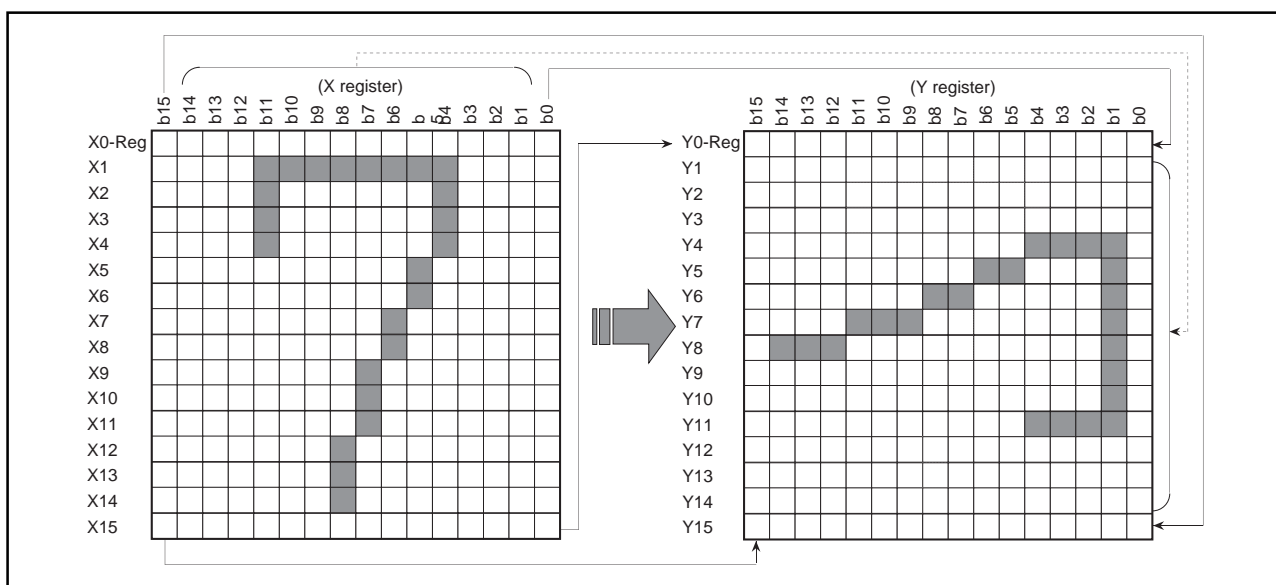 (X register)
(Y register)
b15 b14 b13 b12 b11 b10 b9 b8 b7 b6 b 5 b4 b3 b2 b1 b0
b15 b14 b13 b12 b11 b10 b9 b8 b7 b6 b5 b4 b3 b2 b1 b0
X0-Reg
X1
X2
X3
X4
X5
X6
X7
X8
X9
X10
X11
X12
X13
X14
X15
Y0-Reg
Y1
Y2
Y3
Y4
Y5
Y6
Y7
Y8
Y9
Y10
Y11
Y12
Y13
Y14
Y15